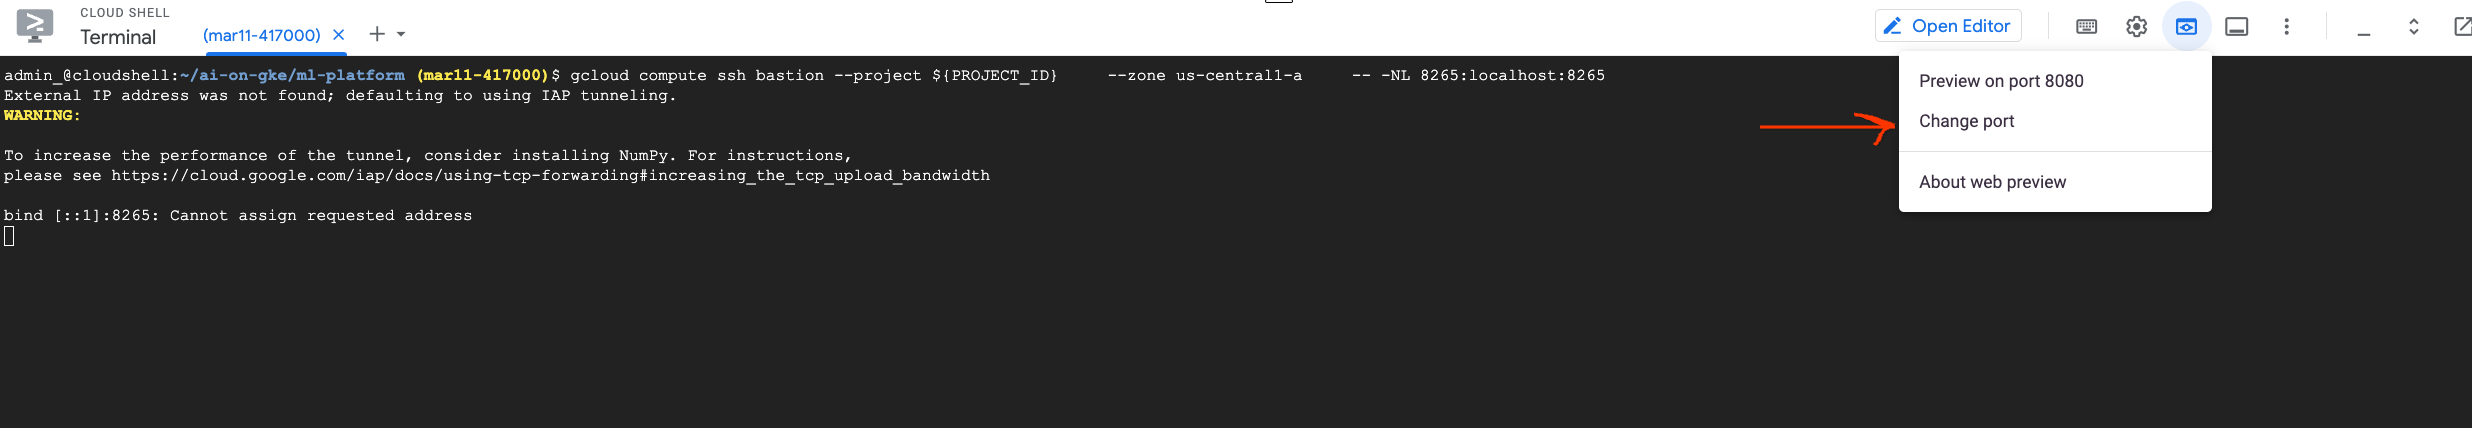 CLOUD SHELL
Terminal
(mar11-417000)
Open Editor
admin_@cloudshell:~/ai-on-gke/ml-platform (mar11-417000)$ gcloud compute ssh bastion --project ${PROJECT_ID}     --zone us-central1-a     -- -NL 8265:localhost:8265
External IP address was not found; defaulting to using IAP tunneling.
WARNING:
To increase the performance of the tunnel, consider installing NumPy. For instructions,
please see https://cloud.google.com/iap/docs/using-tcp-forwarding#increasing_the_tcp_upload_bandwidth
bind [::1]:8265: Cannot assign requested address
Preview on port 8080
Change port
About web preview